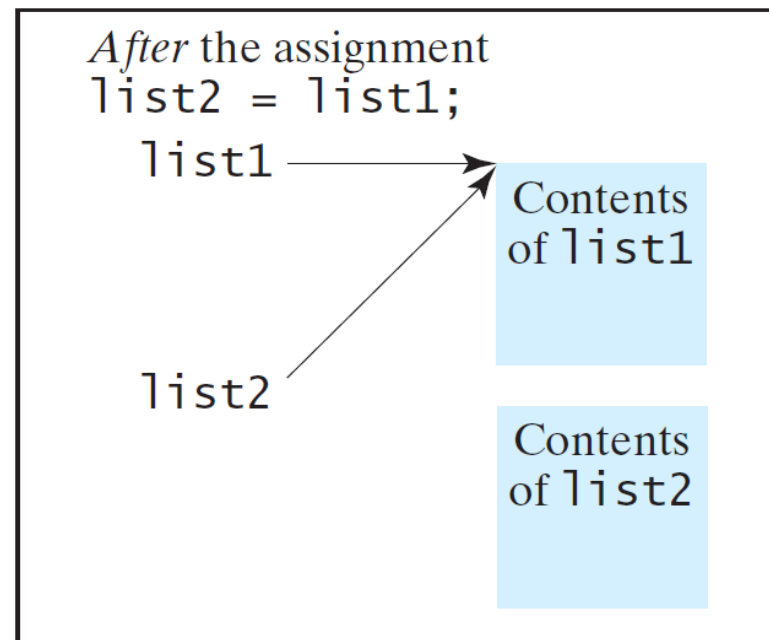 After the assignment
list2 = list1;
list1
Contents
of list1
list2
Contents
of list2